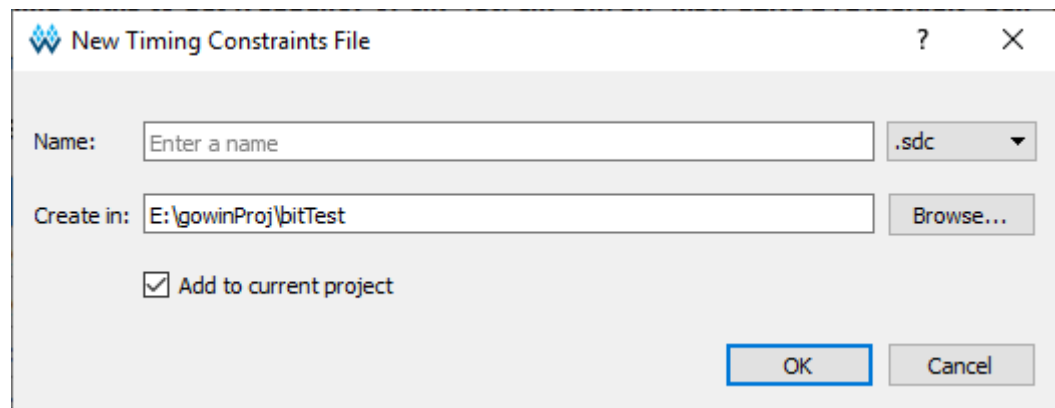 New Timing Constraints File ?
Name: Enter a name .sdc
Create in: E:\gowinProj\bitTest Browse...
Add to current project
OK Cancel